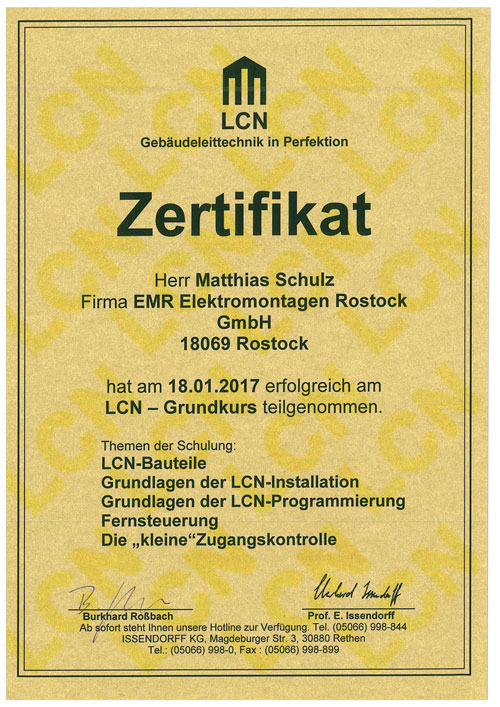 LCN
Gebäudeleittechnik in Perfektion
Zertifikat
Herr Matthias Schulz
Firma EMR Elektromontagen Rostock
GmbH
18069 Rostock
hat am 18.01.2017 erfolgreich am
LCN – Grundkurs teilgenommen.
Themen der Schulung:
LCN-Bauteile
Grundlagen der LCN-Installation
Grundlagen der LCN-Programmierung
Fernsteuerung
Die „kleine“Zugangskontrolle
Burkhard Roßbach
Prof. E. Issendorff
Ab sofort steht Ihnen unsere Hotline zur Verfügung. Tel. (05066) 998-844
ISSENDORFF KG, Magdeburger Str. 3, 30880 Rethen
Tel.: (05066) 998-0, Fax : (05066) 998-899